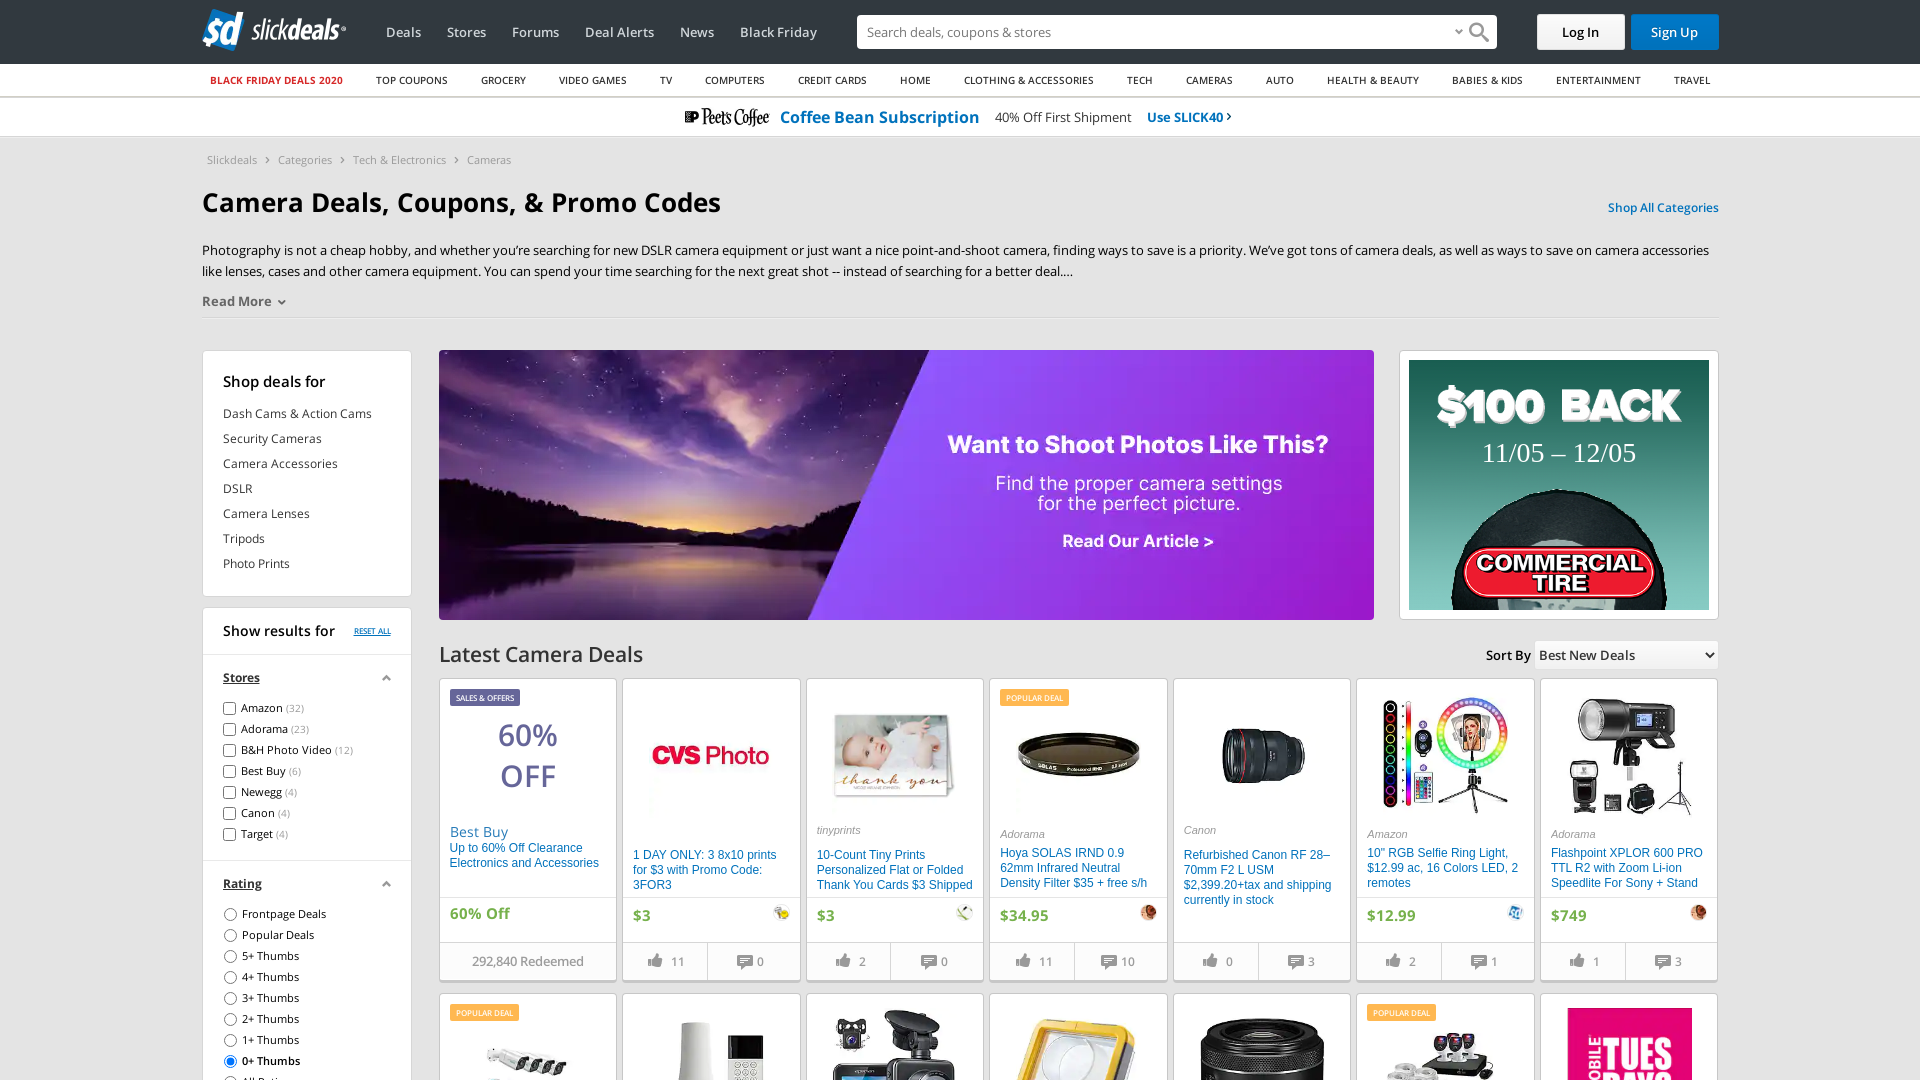 sd slickdeals
Deals
Stores
Forums
Deal Alerts
News
Black Friday
Search deals, coupons & stores
Log In
Sign Up
BLACK FRIDAY DEALS 2020
TOP COUPONS
GROCERY
VIDEO GAMES
TV
COMPUTERS
CREDIT CARDS
HOME
CLOTHING & ACCESSORIES
TECH
CAMERAS
AUTO
HEALTH & BEAUTY
BABIES & KIDS
ENTERTAINMENT
TRAVEL
Peet's Coffee Coffee Bean Subscription 40% Off First Shipment Use SLICK40 ›
Slickdeals › Categories › Tech & Electronics › Cameras
Camera Deals, Coupons, & Promo Codes
Shop All Categories
Photography is not a cheap hobby, and whether you’re searching for new DSLR camera equipment or just want a nice point-and-shoot camera, finding ways to save is a priority. We’ve got tons of camera deals, as well as ways to save on camera accessories
like lenses, cases and other camera equipment. You can spend your time searching for the next great shot -- instead of searching for a better deal.…
Read More
Shop deals for
Dash Cams & Action Cams
Security Cameras
Camera Accessories
DSLR
Camera Lenses
Tripods
Photo Prints
Show results for
RESET ALL
Stores
Amazon (32)
Adorama (23)
B&H Photo Video (12)
Best Buy (6)
Newegg (4)
Canon (4)
Target (4)
Rating
Frontpage Deals
Popular Deals
5+ Thumbs
4+ Thumbs
3+ Thumbs
2+ Thumbs
1+ Thumbs
0+ Thumbs
Want to Shoot Photos Like This?
Find the proper camera settings
for the perfect picture.
Read Our Article >
$100 BACK
11/05 – 12/05
COMMERCIAL
TIRE
Latest Camera Deals
Sort By Best New Deals
SALES & OFFERS
60%
OFF
Best Buy
Up to 60% Off Clearance
Electronics and Accessories
60% Off
292,840 Redeemed
CVS Photo
1 DAY ONLY: 3 8x10 prints
for $3 with Promo Code:
3FOR3
$3
11
0
thank you
tinyprints
10-Count Tiny Prints
Personalized Flat or Folded
Thank You Cards $3 Shipped
$3
2
0
POPULAR DEAL
SOLAS
Adorama
Hoya SOLAS IRND 0.9
62mm Infrared Neutral
Density Filter $35 + free s/h
$34.95
11
10
Canon
Refurbished Canon RF 28–
70mm F2 L USM
$2,399.20+tax and shipping
currently in stock
0
3
Amazon
10" RGB Selfie Ring Light,
$12.99 ac, 16 Colors LED, 2
remotes
$12.99
2
1
Adorama
Flashpoint XPLOR 600 PRO
TTL R2 with Zoom Li-ion
Speedlite For Sony + Stand
$749
1
3
POPULAR DEAL
POPULAR DEAL
TUES